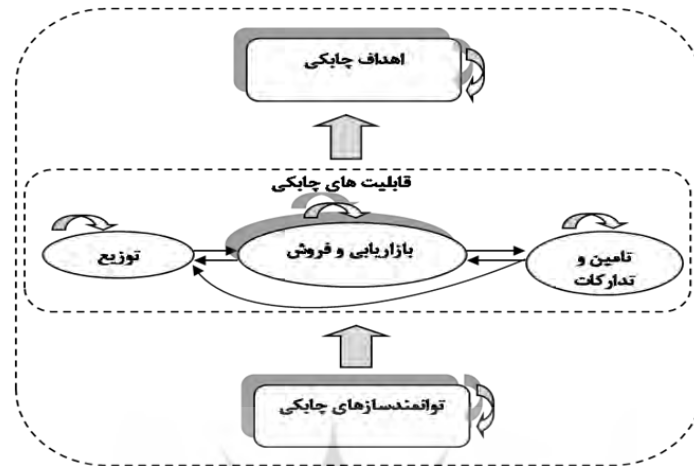 اهداف چابکی
قابلیت های چابکی
تامین و
تدارکات
بازاریابی و فروش
توزیع
توانمندسازهای چابکی